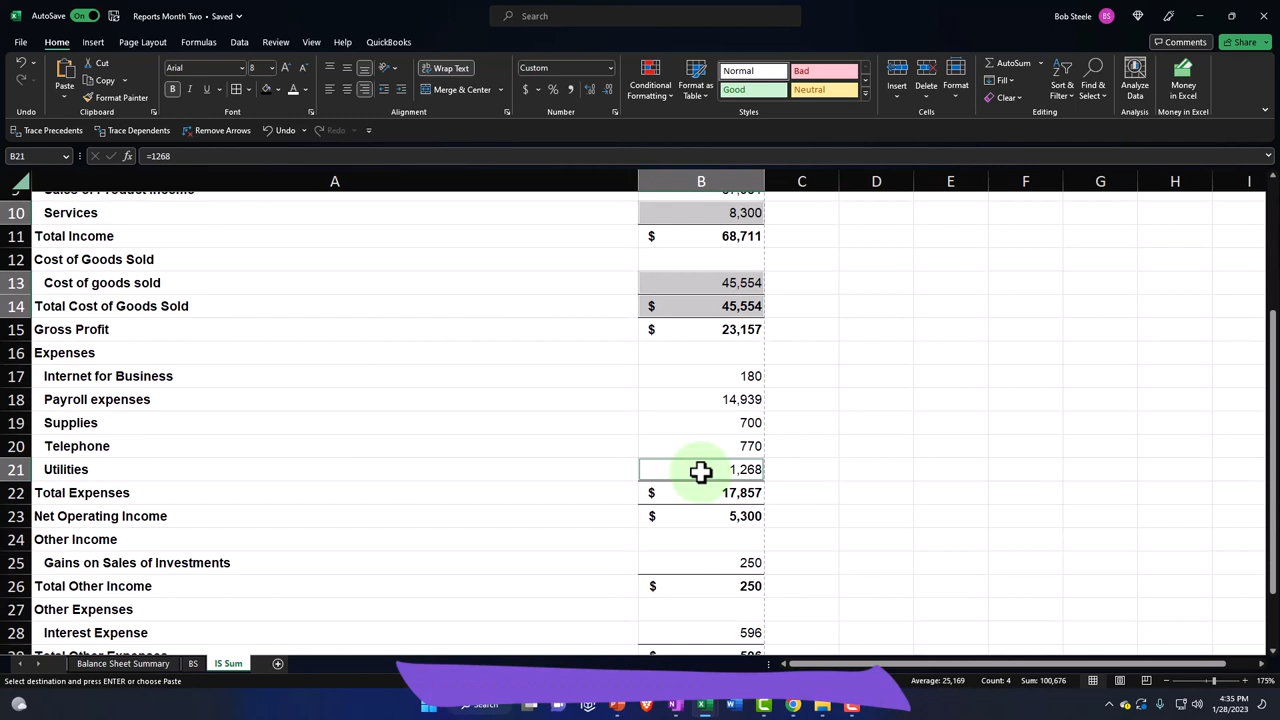 AutoSave On Reports Month Two • Saved Search Bob Steele BS
File Home Insert Draw Page Layout Formulas Data Review View Help QuickBooks Comments Share
Paste Cut Copy Format Painter Arial 8 B I U A Wrap Text Merge & Center Custom $ % Conditional Formatting Format as Table Normal Bad Good Neutral Insert Delete Format AutoSum Fill Clear Sort & Filter Find & Select Analyze Data Money in Excel
Undo Clipboard Font Alignment Number Styles Cells Editing Analysis Money in Excel
Trace Precedents Trace Dependents Remove Arrows Undo Redo
B21 fx =1268
A B C D E F G H I
Sales of Product Income
10 Services 8,300
11 Total Income $ 68,711
12 Cost of Goods Sold
13 Cost of goods sold 45,554
14 Total Cost of Goods Sold $ 45,554
15 Gross Profit $ 23,157
16 Expenses
17 Internet for Business 180
18 Payroll expenses 14,939
19 Supplies 700
20 Telephone 770
21 Utilities 1,268
22 Total Expenses $ 17,857
23 Net Operating Income $ 5,300
24 Other Income
25 Gains on Sales of Investments 250
26 Total Other Income $ 250
27 Other Expenses
28 Interest Expense 596
Balance Sheet Summary BS IS Sum
Select destination and press ENTER or choose Paste Average: 25,169 Count: 4 Sum: 100,676 175%
Search 4:35 PM
1/28/2023